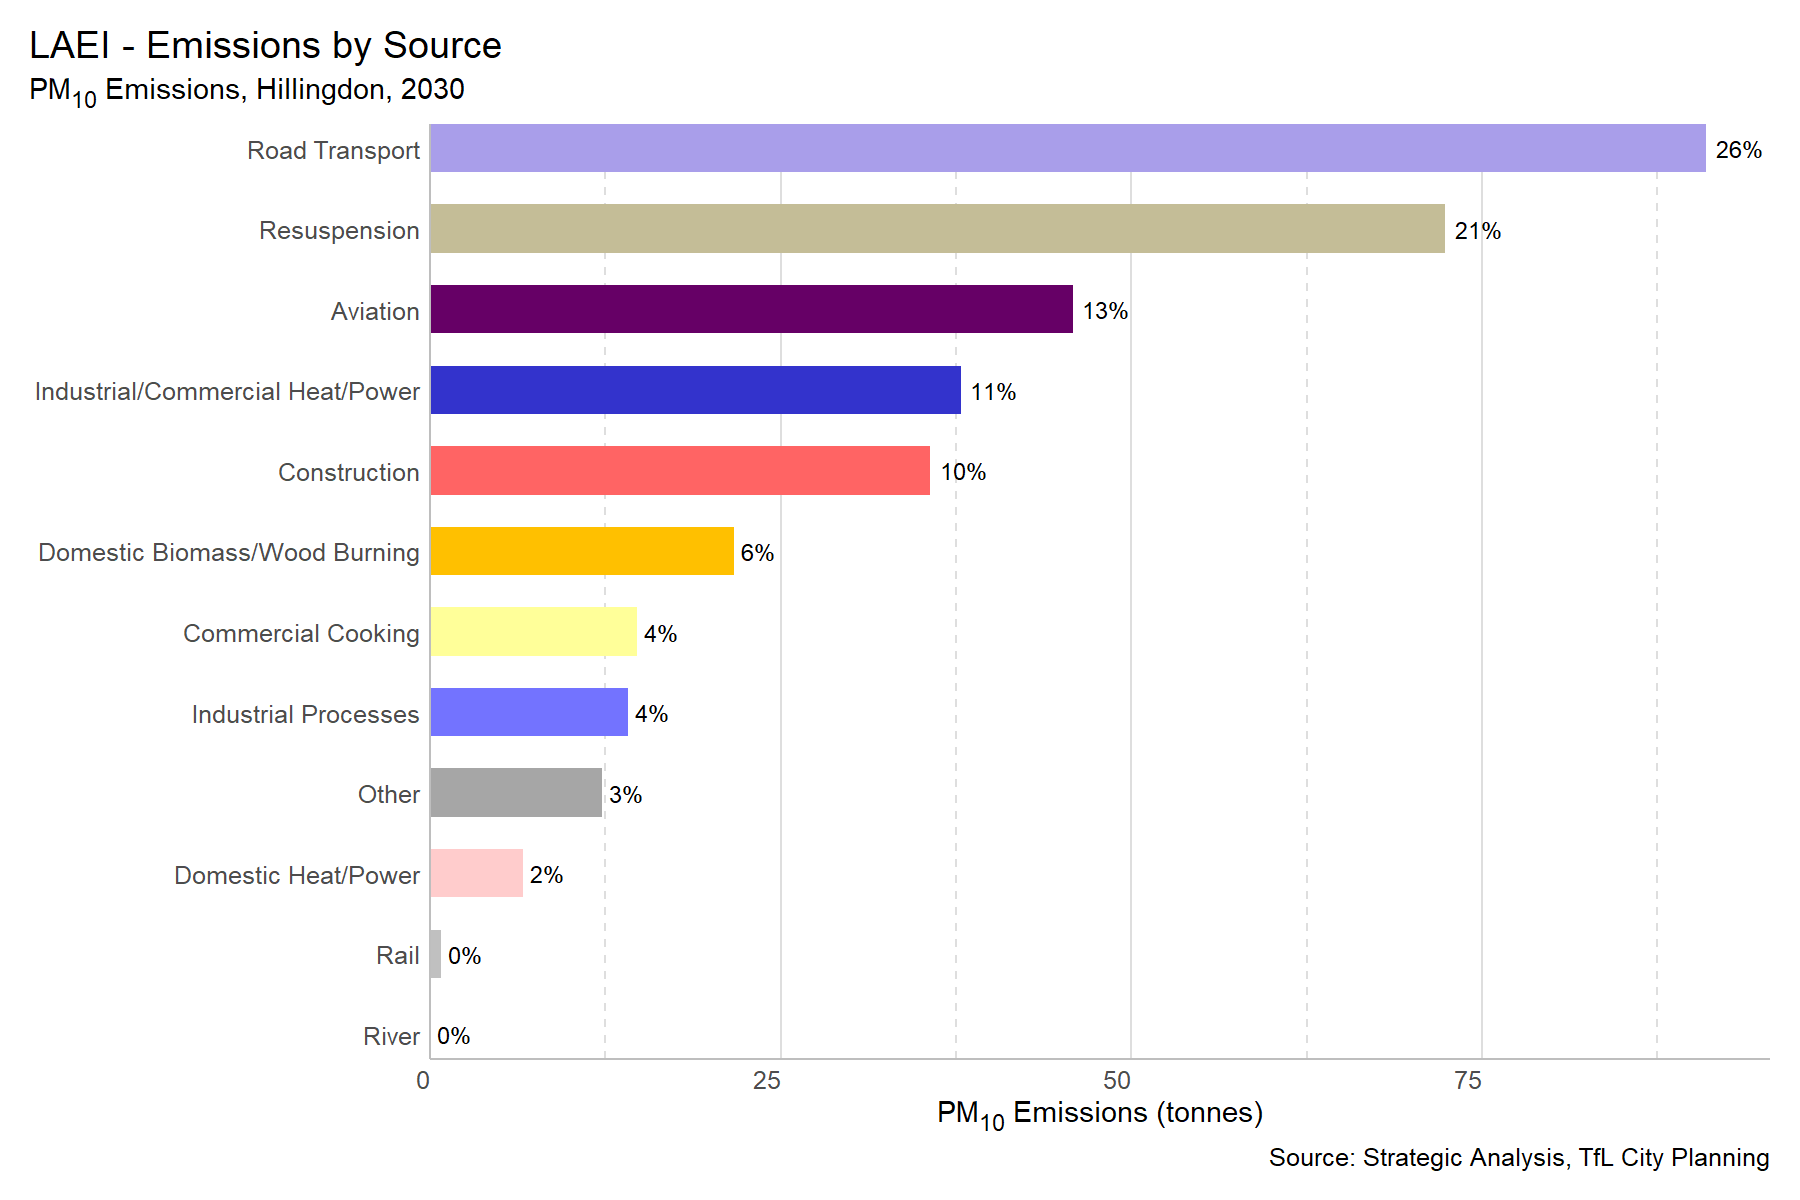 LAEI - Emissions by Source
PM10 Emissions, Hillingdon, 2030
Road Transport 26%
Resuspension 21%
Aviation 13%
Industrial/Commercial Heat/Power 11%
Construction 10%
Domestic Biomass/Wood Burning 6%
Commercial Cooking 4%
Industrial Processes 4%
Other 3%
Domestic Heat/Power 2%
Rail 0%
River 0%
0 25 50 75
PM10 Emissions (tonnes)
Source: Strategic Analysis, TfL City Planning